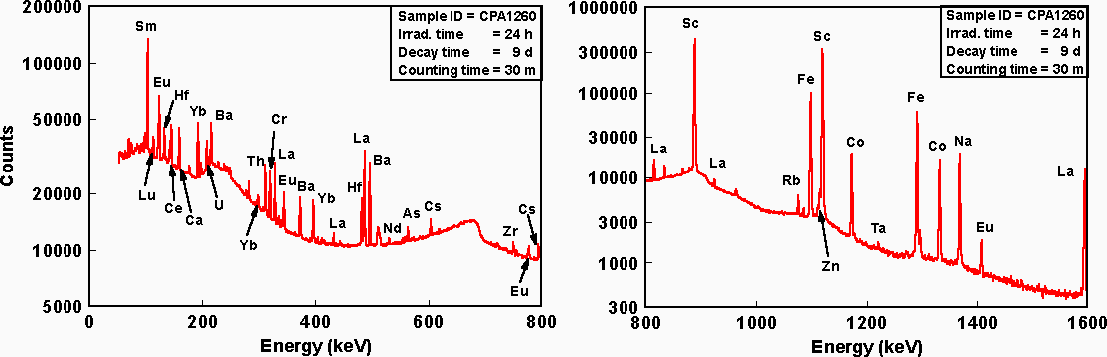 200000
100000
50000
20000
10000
5000
Counts
0
200
400
600
800
Energy (keV)
Sample ID = CPA1260
Irrad. time = 24 h
Decay time = 9 d
Counting time = 30 m
Sm
Eu
Hf
Yb
Ba
Cr
La
Th
La
Ba
Eu
Ba
Yb
Hf
Lu
Ce
Ca
U
Yb
La
Nd
As
Cs
Zr
Cs
Eu
1000000
300000
100000
30000
10000
3000
1000
300
800
1000
1200
1400
1600
Energy (keV)
Sample ID = CPA1260
Irrad. time = 24 h
Decay time = 9 d
Counting time = 30 m
Sc
Sc
Fe
Fe
Co
Co
Na
La
La
Rb
La
Zn
Ta
Eu